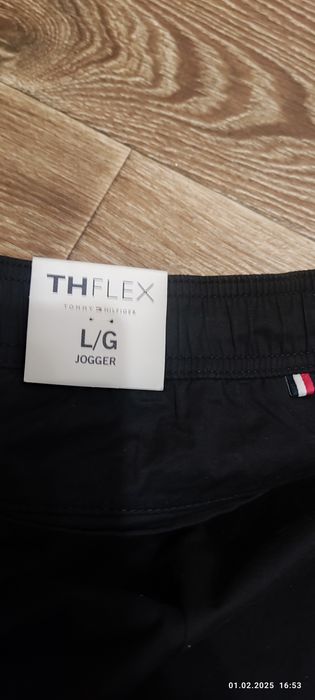 THFLEX
TOMMY HILFIGER
L/G
JOGGER
01.02.2025 16:53